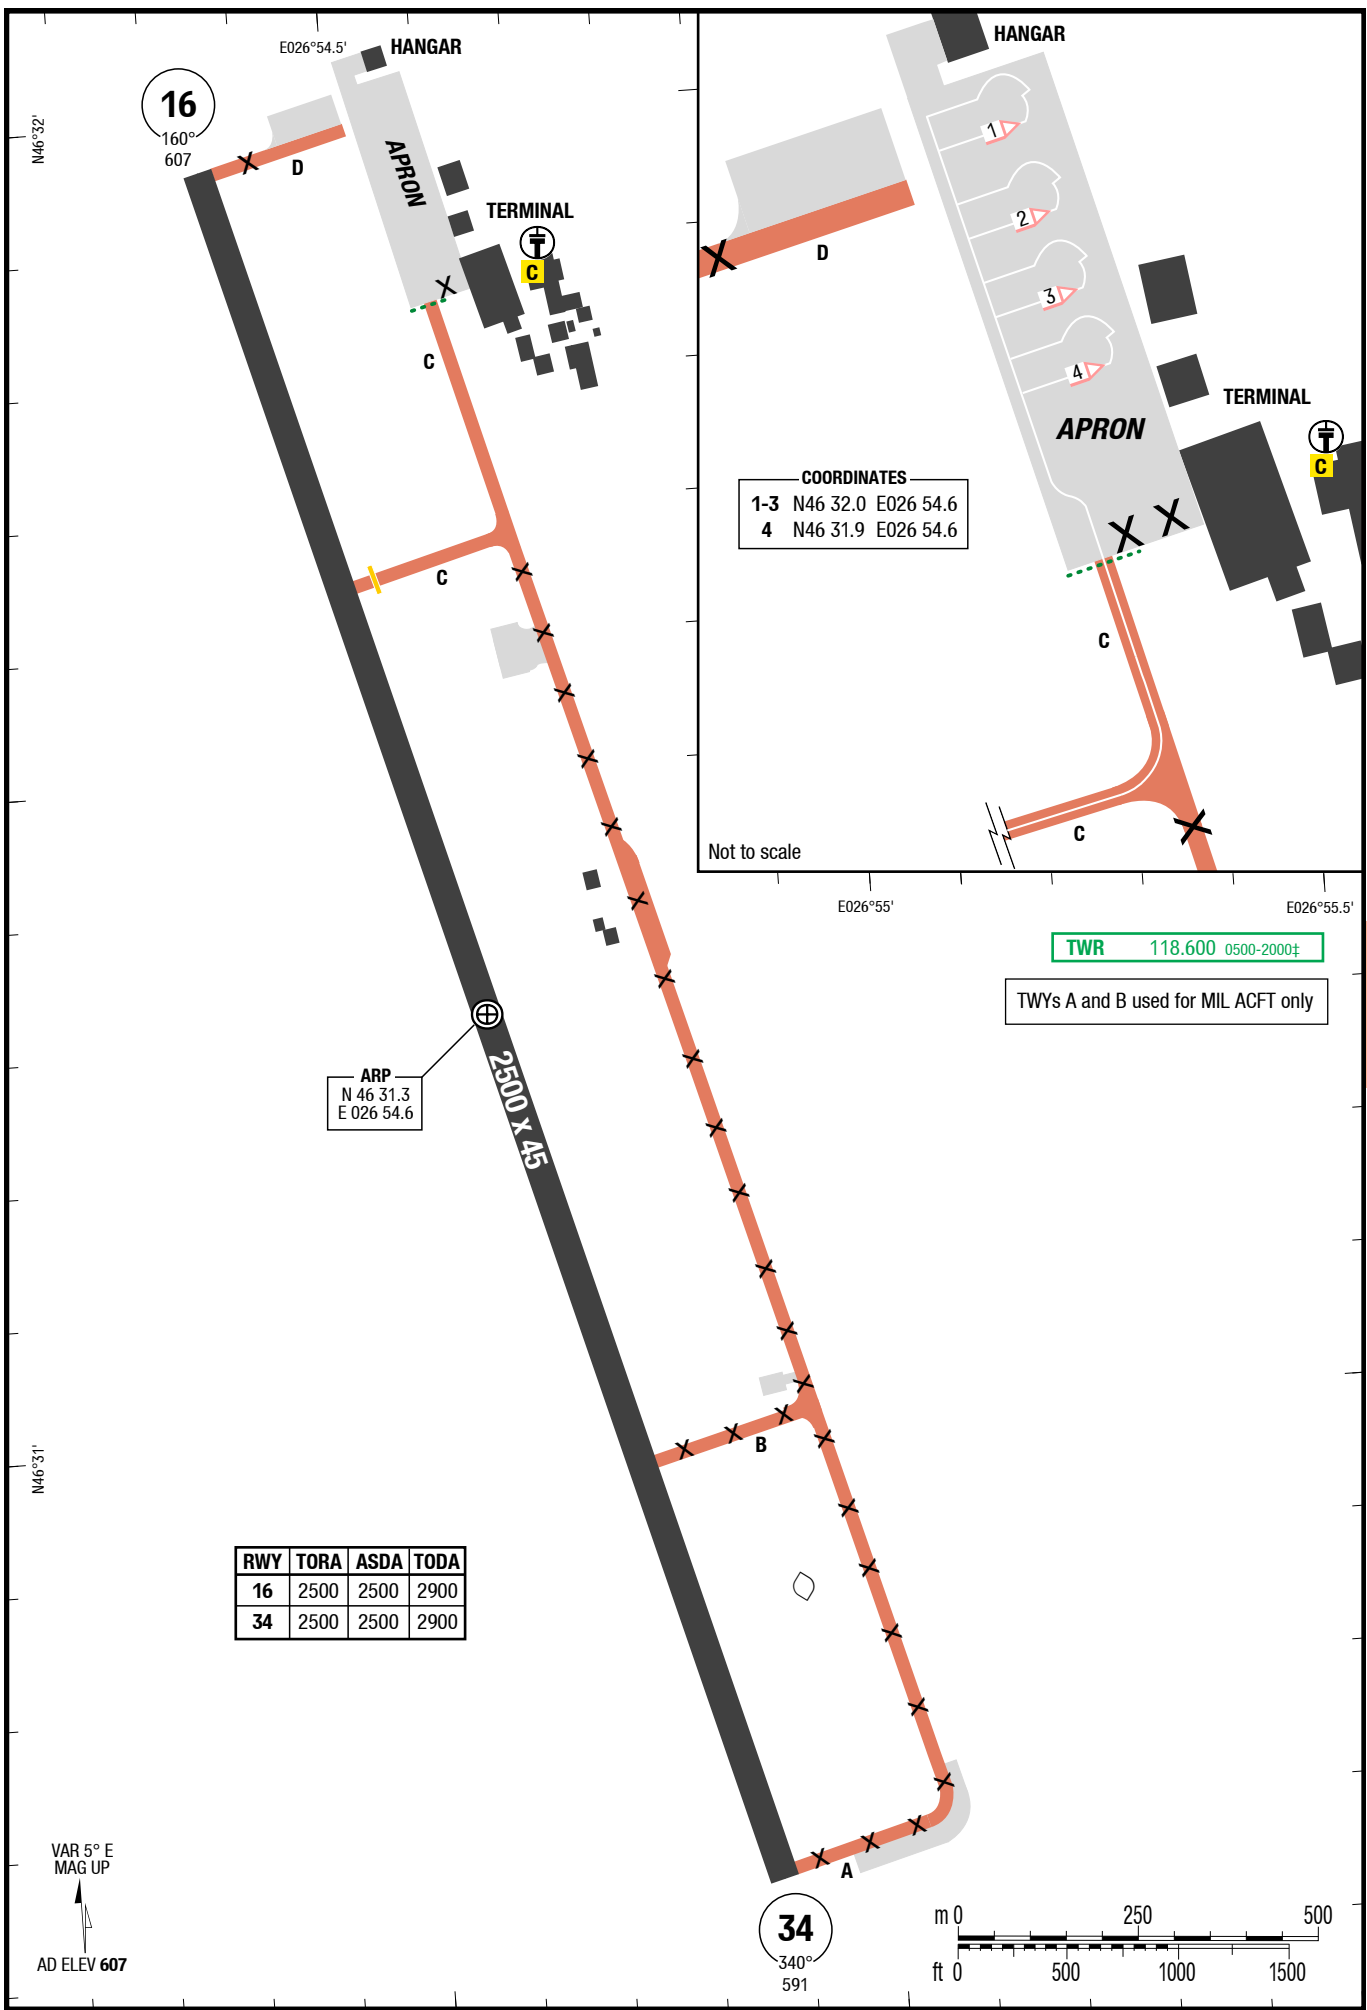 E026°54.5'
HANGAR
16
160°
607
N46°32'
D
APRON
TERMINAL
C
C
C
HANGAR
1
2
3
4
D
APRON
TERMINAL
C
COORDINATES
1-3 N46 32.0 E026 54.6
4 N46 31.9 E026 54.6
C
C
Not to scale
E026°55'
E026°55.5'
TWR 118.600 0500-2000‡
TWYs A and B used for MIL ACFT only
ARP
N 46 31.3
E 026 54.6
2500 x 45
B
N46°31'
RWY TORA ASDA TODA
16 2500 2500 2900
34 2500 2500 2900
A
VAR 5° E
MAG UP
AD ELEV 607
34
340°
591
m 0 250 500
ft 0 500 1000 1500